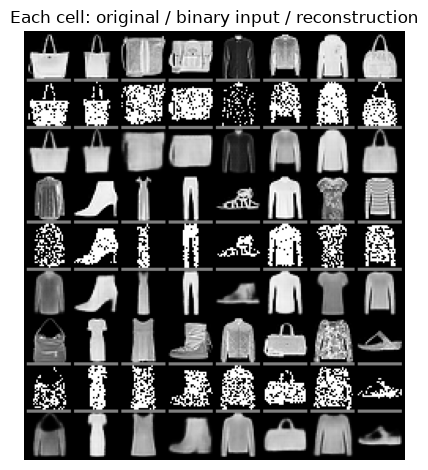 Each cell: original / binary input / reconstruction